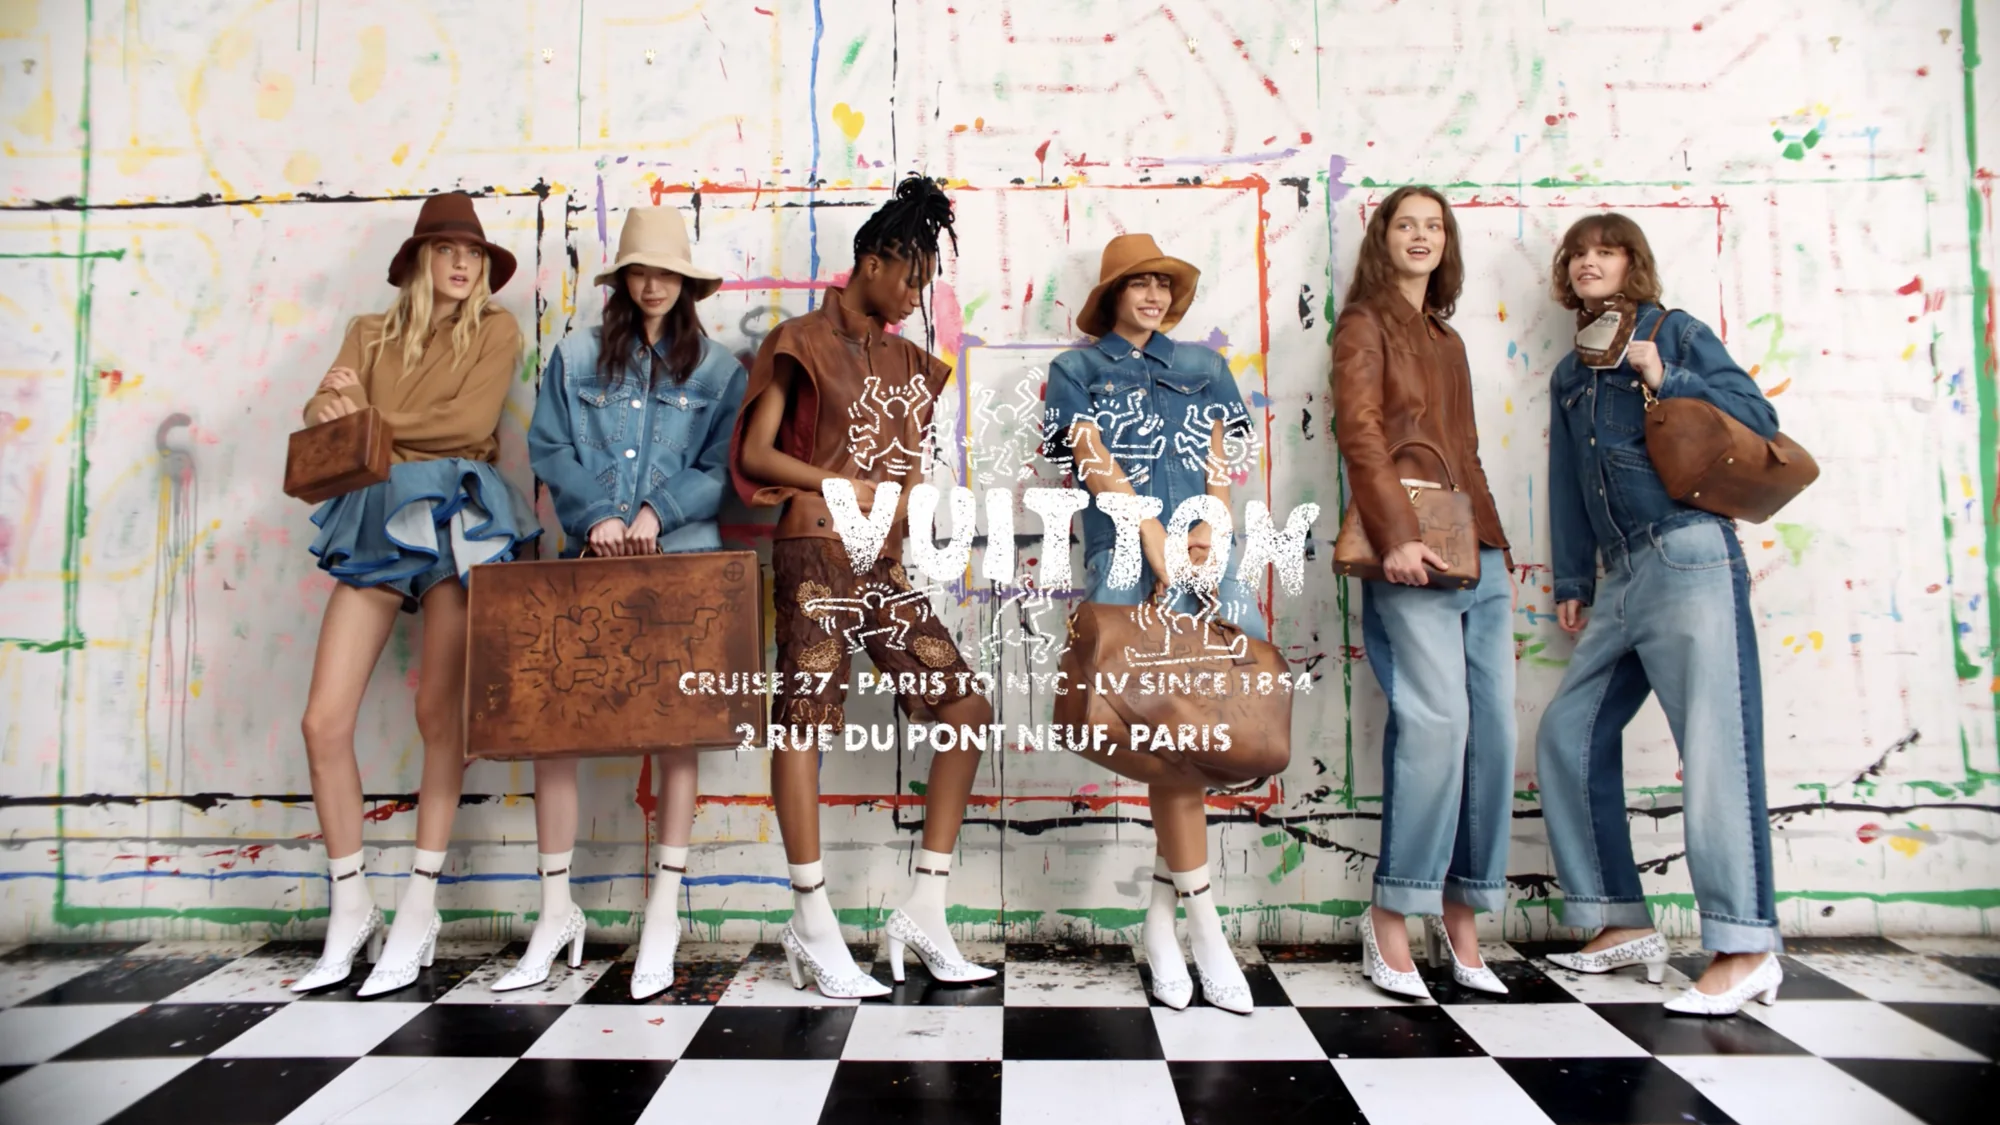 VUITTON
CRUISE 27 - PARIS TO NYC - LV SINCE 1854
2 RUE DU PONT NEUF, PARIS